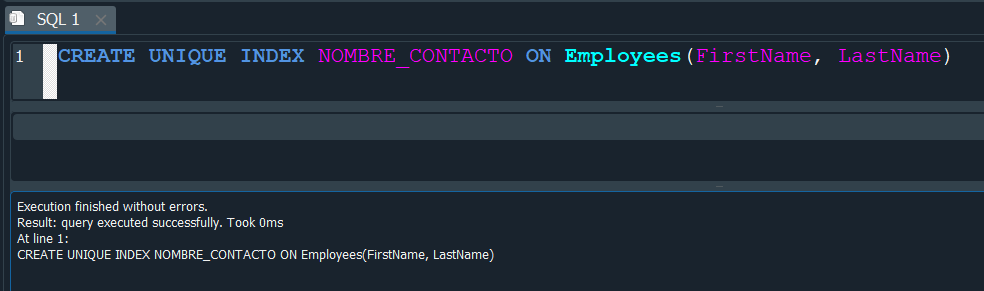 SQL 1
1 CREATE UNIQUE INDEX NOMBRE_CONTACTO ON Employees(FirstName, LastName)
Execution finished without errors.
Result: query executed successfully. Took 0ms
At line 1:
CREATE UNIQUE INDEX NOMBRE_CONTACTO ON Employees(FirstName, LastName)